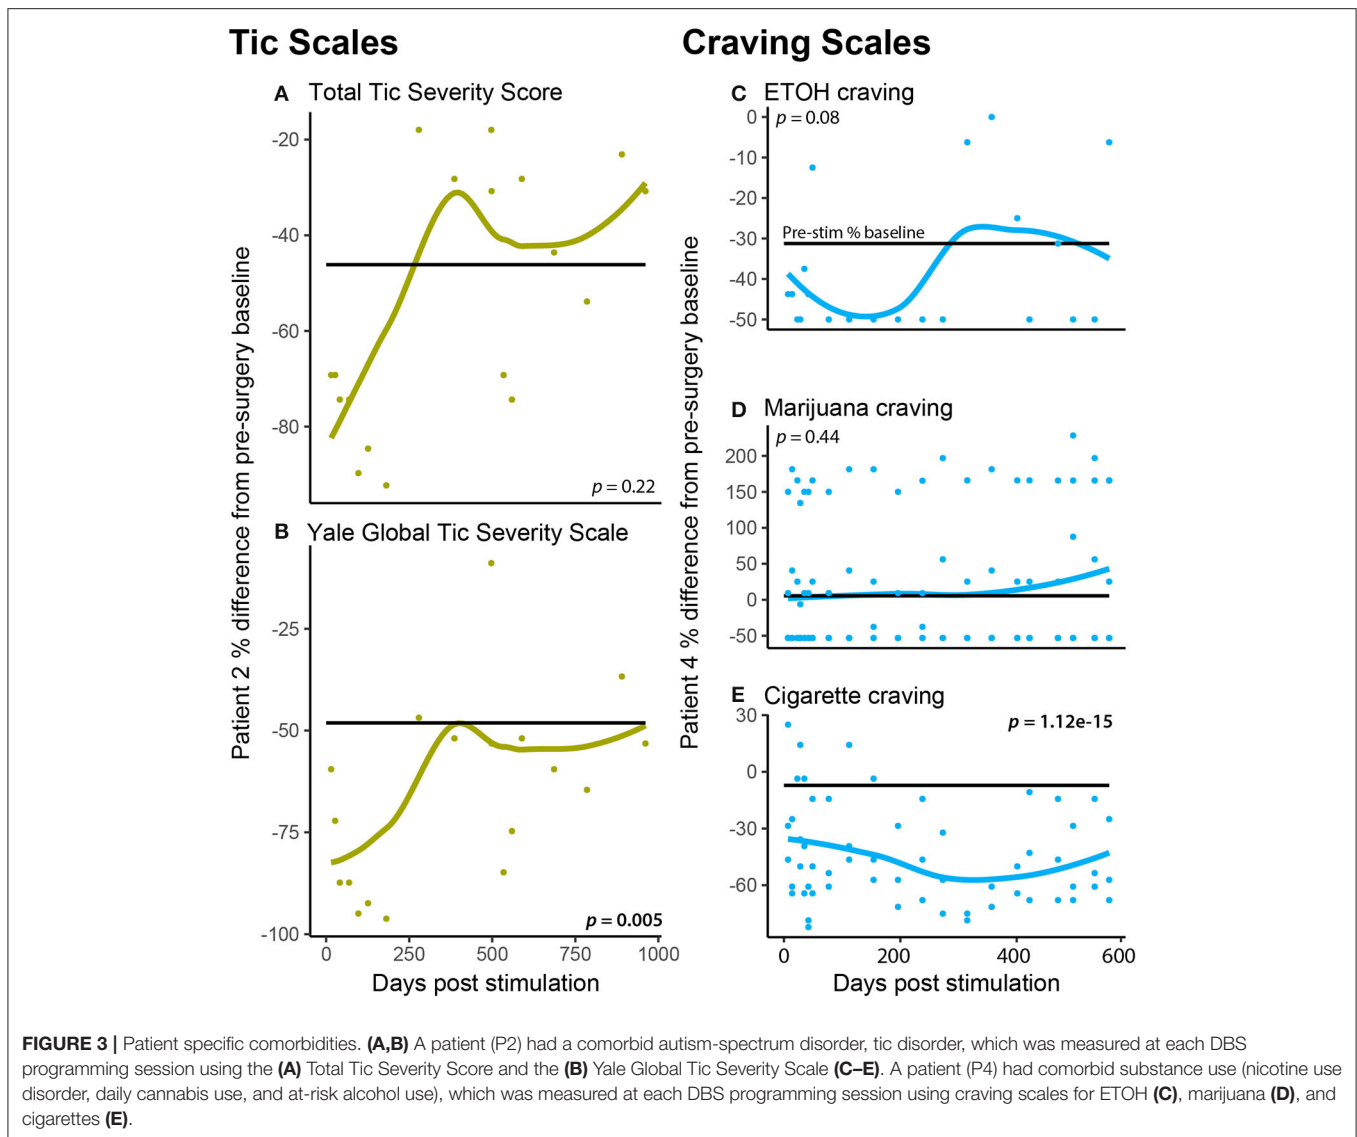 Tic Scales
Craving Scales
A Total Tic Severity Score
-20
-40
-60
-80
p = 0.22
B Yale Global Tic Severity Scale
-25
-50
-75
-100
p = 0.005
0 250 500 750 1000
Days post stimulation
Patient 2 % difference from pre-surgery baseline
C ETOH craving
p = 0.08
0
-10
-20
-30
-40
-50
Pre-stim % baseline
D Marijuana craving
p = 0.44
200
150
100
50
0
-50
E Cigarette craving
p = 1.12e-15
30
0
-30
-60
0 200 400 600
Days post stimulation
Patient 4 % difference from pre-surgery baseline
FIGURE 3 | Patient specific comorbidities. (A,B) A patient (P2) had a comorbid autism-spectrum disorder, tic disorder, which was measured at each DBS
programming session using the (A) Total Tic Severity Score and the (B) Yale Global Tic Severity Scale (C–E). A patient (P4) had comorbid substance use (nicotine use
disorder, daily cannabis use, and at-risk alcohol use), which was measured at each DBS programming session using craving scales for ETOH (C), marijuana (D), and
cigarettes (E).